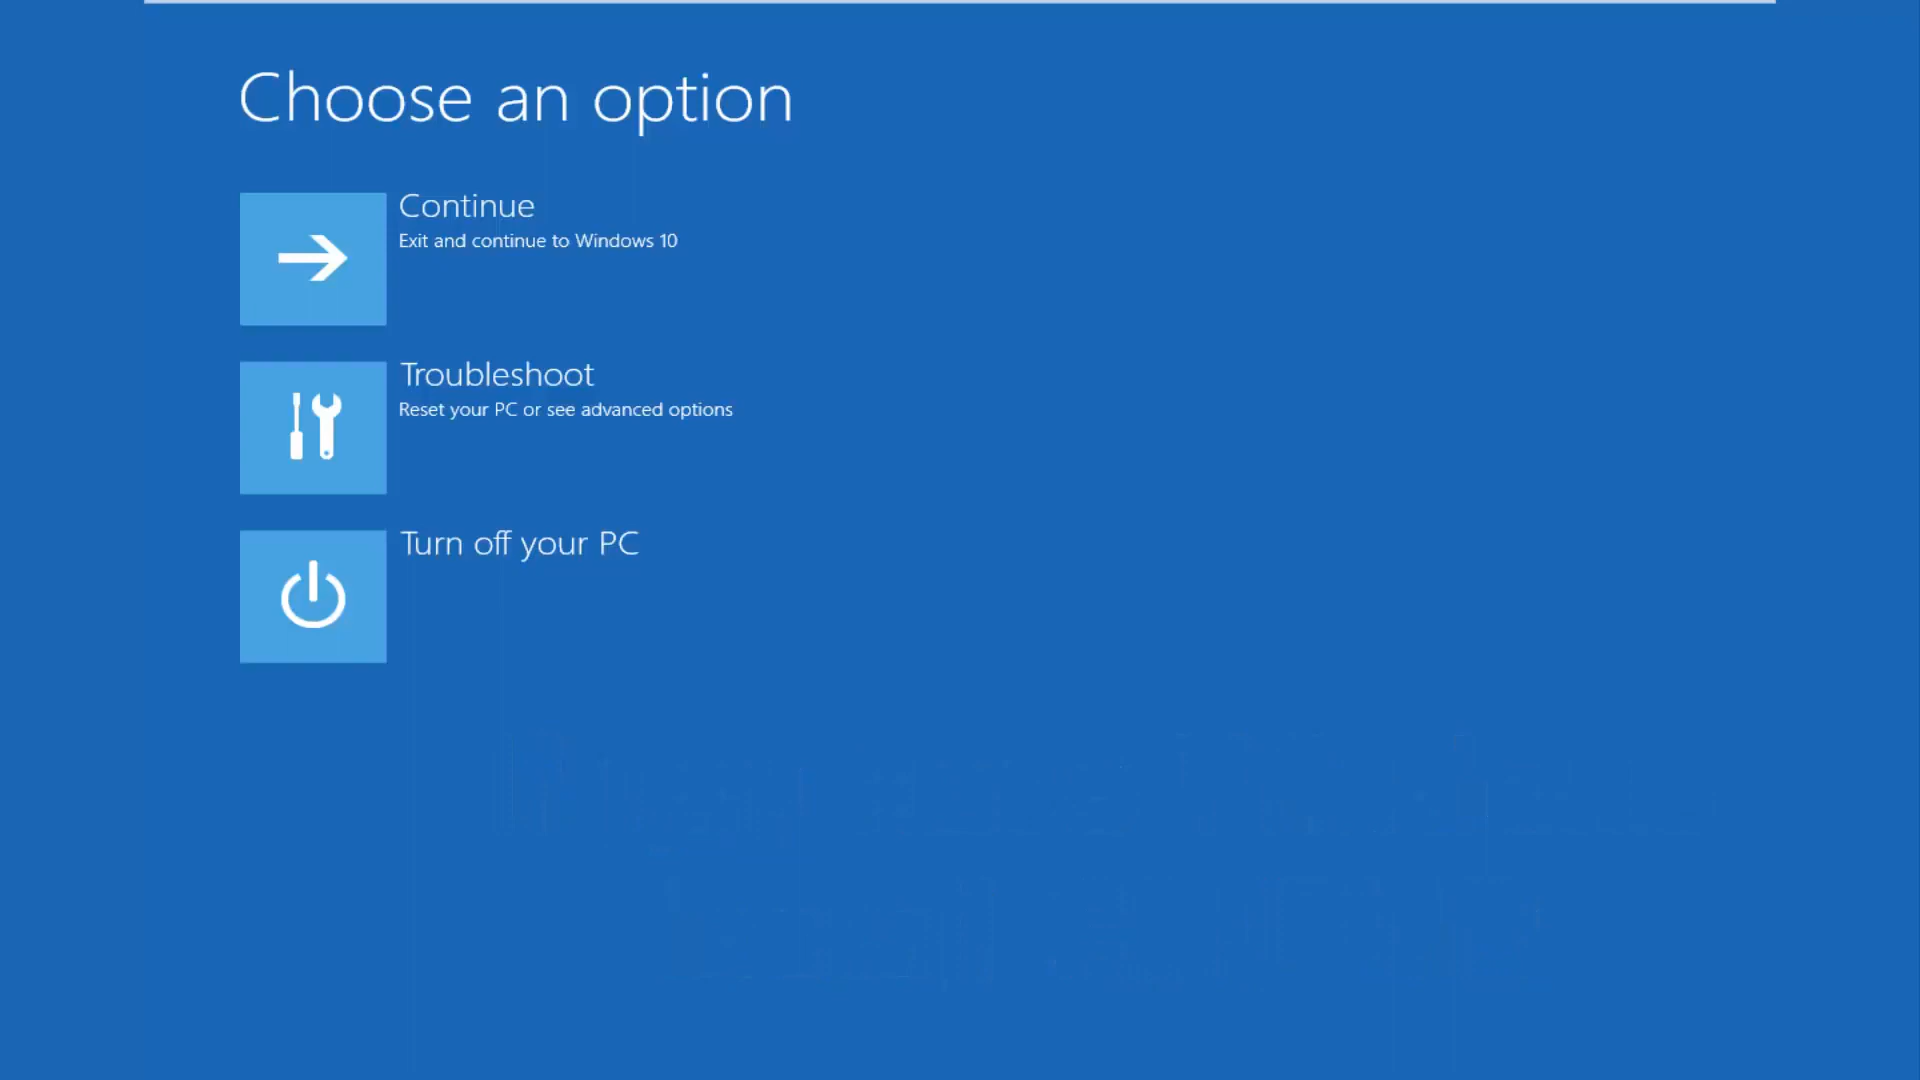 Choose an option
Continue
Exit and continue to Windows 10
Troubleshoot
Reset your PC or see advanced options
Turn off your PC